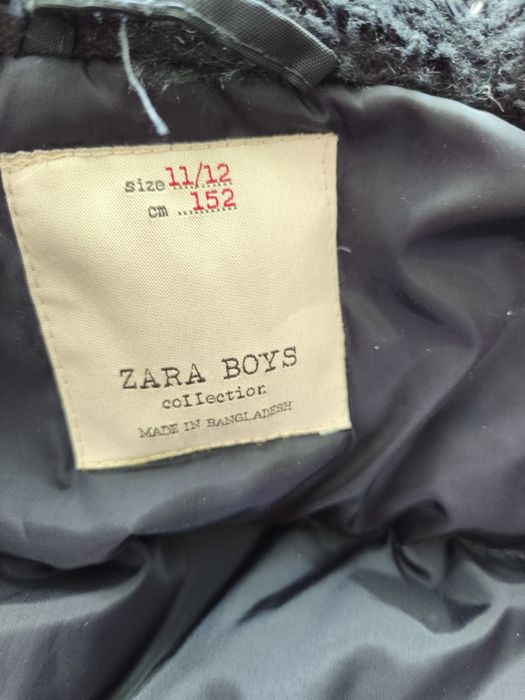 size 11/12
cm 152
ZARA BOYS
collection
MADE IN BANGLADESH